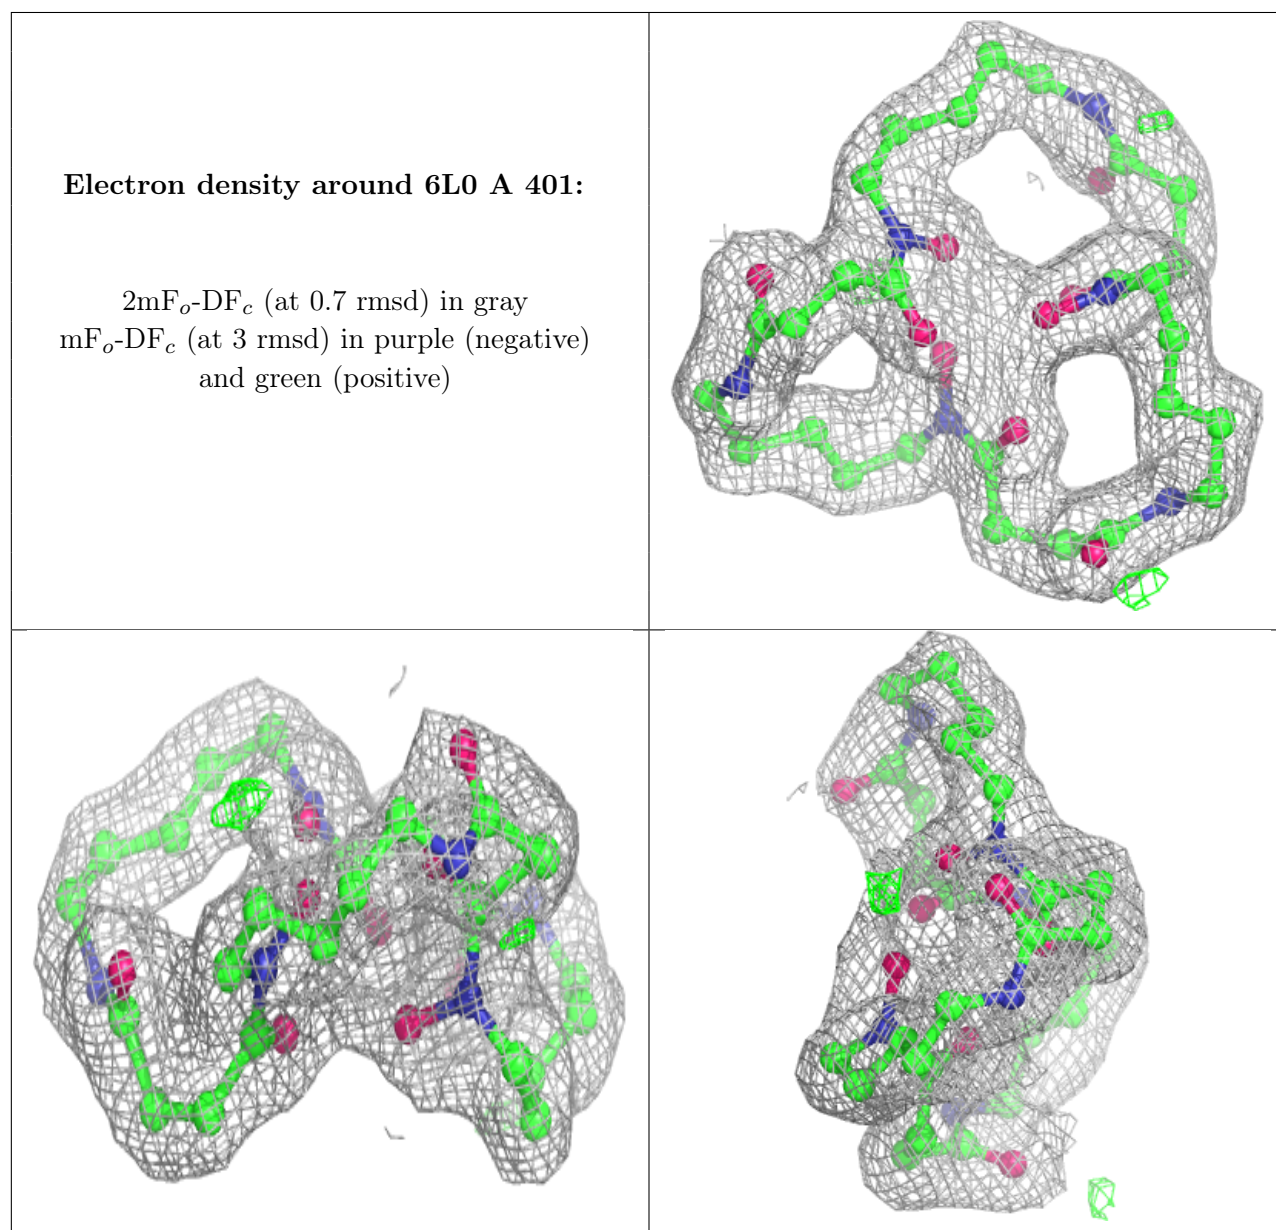 Electron density around 6L0 A 401:
2mFo-DFc (at 0.7 rmsd) in gray
mFo-DFc (at 3 rmsd) in purple (negative)
and green (positive)